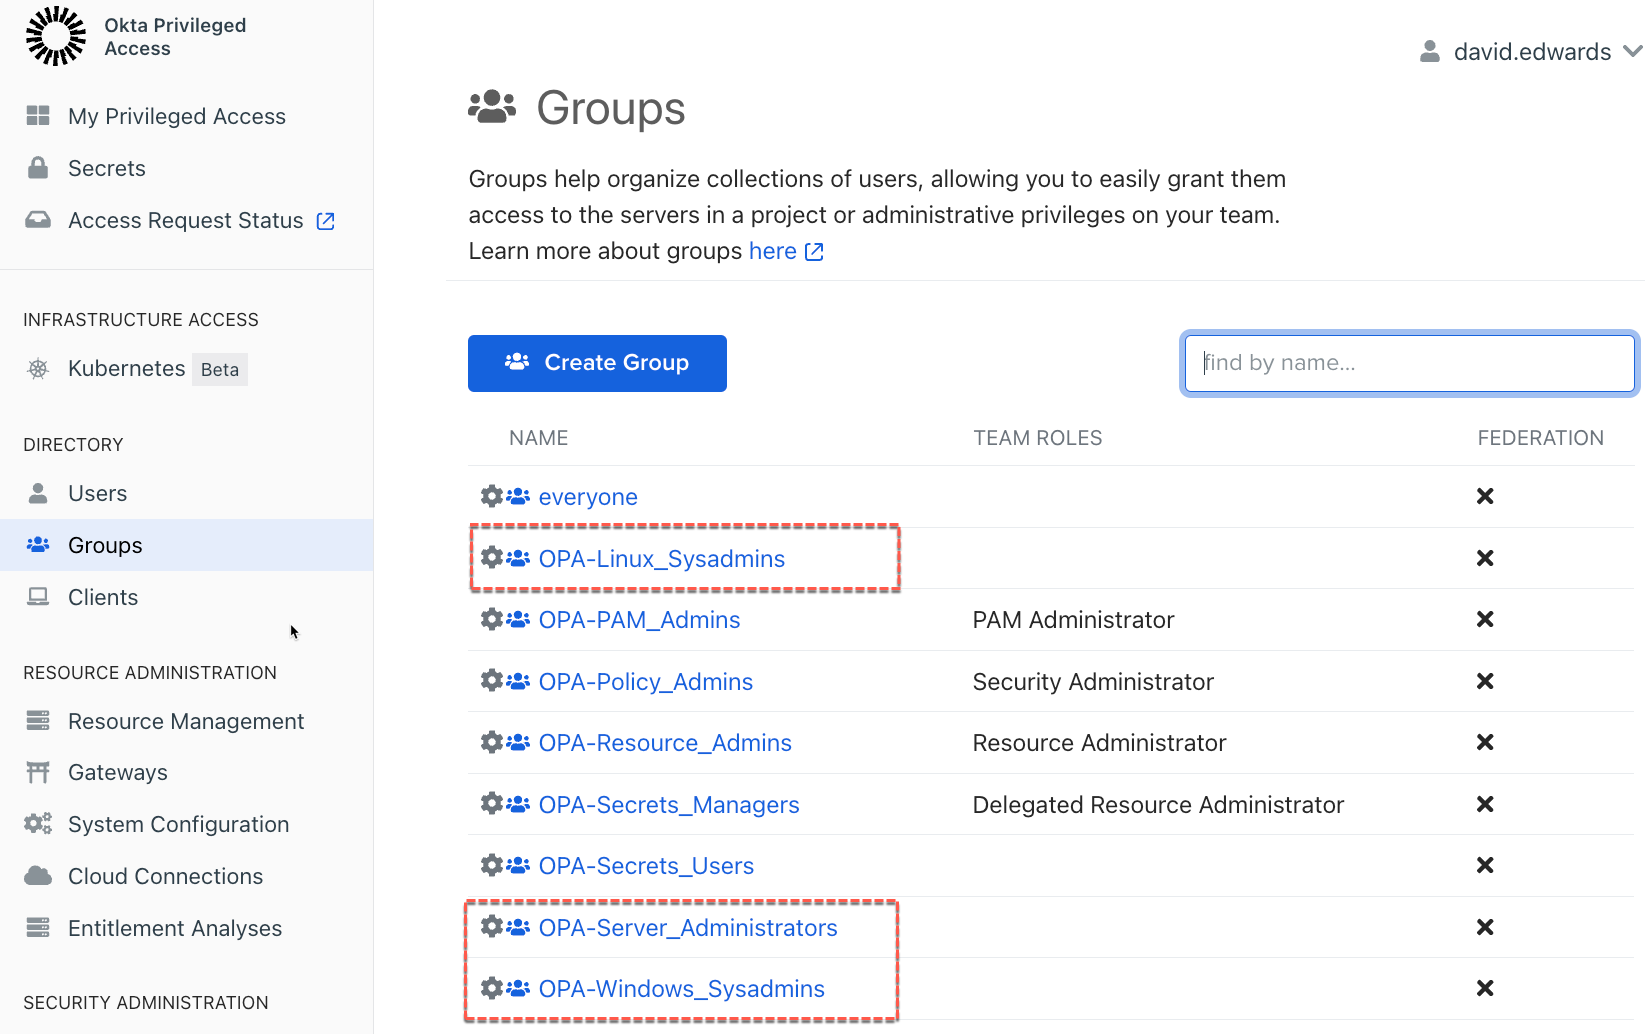 Okta Privileged
Access
My Privileged Access
Secrets
Access Request Status
INFRASTRUCTURE ACCESS
Kubernetes Beta
DIRECTORY
Users
Groups
Clients
RESOURCE ADMINISTRATION
Resource Management
Gateways
System Configuration
Cloud Connections
Entitlement Analyses
SECURITY ADMINISTRATION
david.edwards
Groups
Groups help organize collections of users, allowing you to easily grant them
access to the servers in a project or administrative privileges on your team.
Learn more about groups here
Create Group
find by name...
NAME TEAM ROLES FEDERATION
everyone
OPA-Linux_Sysadmins
OPA-PAM_Admins PAM Administrator
OPA-Policy_Admins Security Administrator
OPA-Resource_Admins Resource Administrator
OPA-Secrets_Managers Delegated Resource Administrator
OPA-Secrets_Users
OPA-Server_Administrators
OPA-Windows_Sysadmins